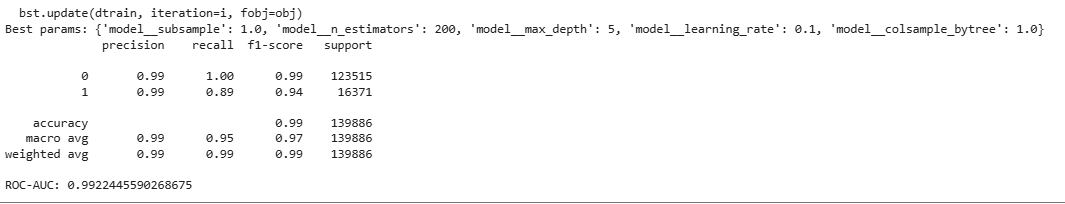 bst.update(dtrain, iteration=i, fobj=obj)
Best params: {'model__subsample': 1.0, 'model__n_estimators': 200, 'model__max_depth': 5, 'model__learning_rate': 0.1, 'model__colsample_bytree': 1.0}
precision recall f1-score support
0 0.99 1.00 0.99 123515
1 0.99 0.89 0.94 16371
accuracy 0.99 139886
macro avg 0.99 0.95 0.97 139886
weighted avg 0.99 0.99 0.99 139886
ROC-AUC: 0.9922445590268675